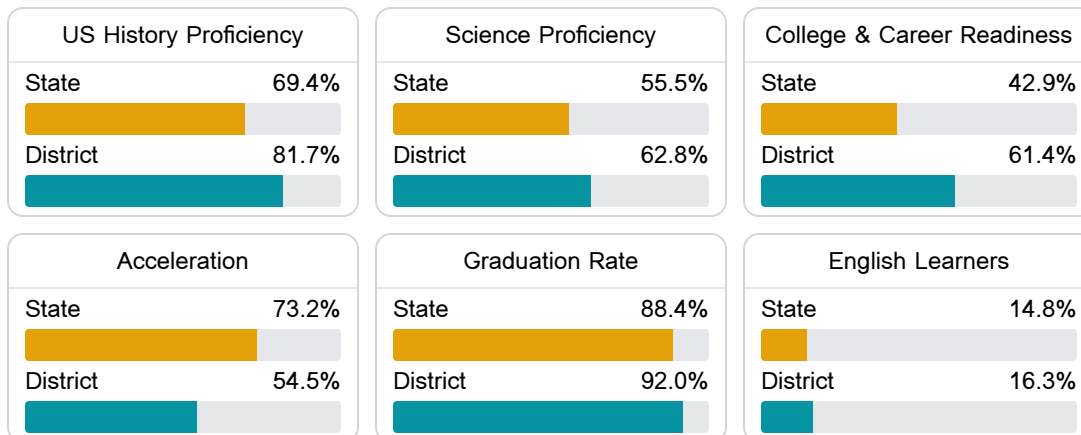 US History Proficiency
State 69.4%
District 81.7%
Science Proficiency
State 55.5%
District 62.8%
College & Career Readiness
State 42.9%
District 61.4%
Acceleration
State 73.2%
District 54.5%
Graduation Rate
State 88.4%
District 92.0%
English Learners
State 14.8%
District 16.3%